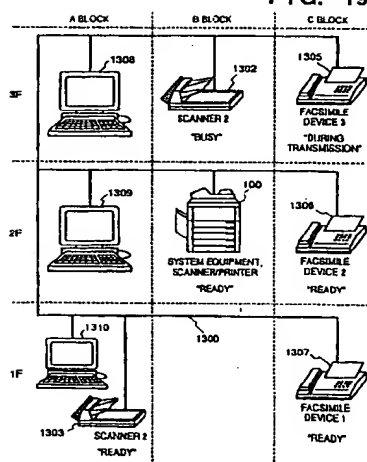 FIG. 19
A BLOCK B BLOCK C BLOCK
3F
1308
1302
SCANNER 2
"BUSY"
1305
FACSIMILE
DEVICE 3
"DURING
TRANSMISSION"
2F
1309
100
SYSTEM EQUIPMENT,
SCANNER/PRINTER
"READY"
1306
FACSIMILE
DEVICE 2
"READY"
1F
1310
1300
1303
SCANNER 2
"READY"
1307
FACSIMILE
DEVICE 1
"READY"